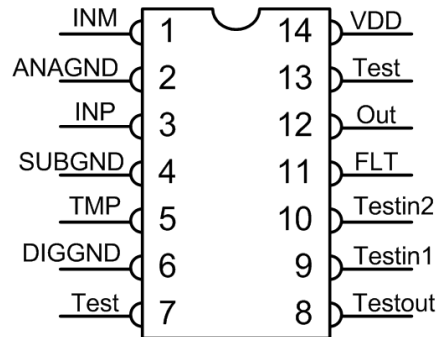 INM 1 14 VDD
ANAGND 2 13 Test
INP 3 12 Out
SUBGND 4 11 FLT
TMP 5 10 Testin2
DIGGND 6 9 Testin1
Test 7 8 Testout